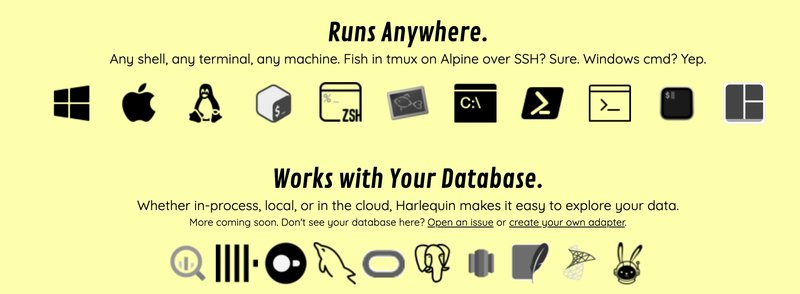 Runs Anywhere.
Any shell, any terminal, any machine. Fish in tmux on Alpine over SSH? Sure. Windows cmd? Yep.
$_
%_
ZSH
C:\
>_
>_
$
Works with Your Database.
Whether in-process, local, or in the cloud, Harlequin makes it easy to explore your data.
More coming soon. Don't see your database here? Open an issue or create your own adapter.